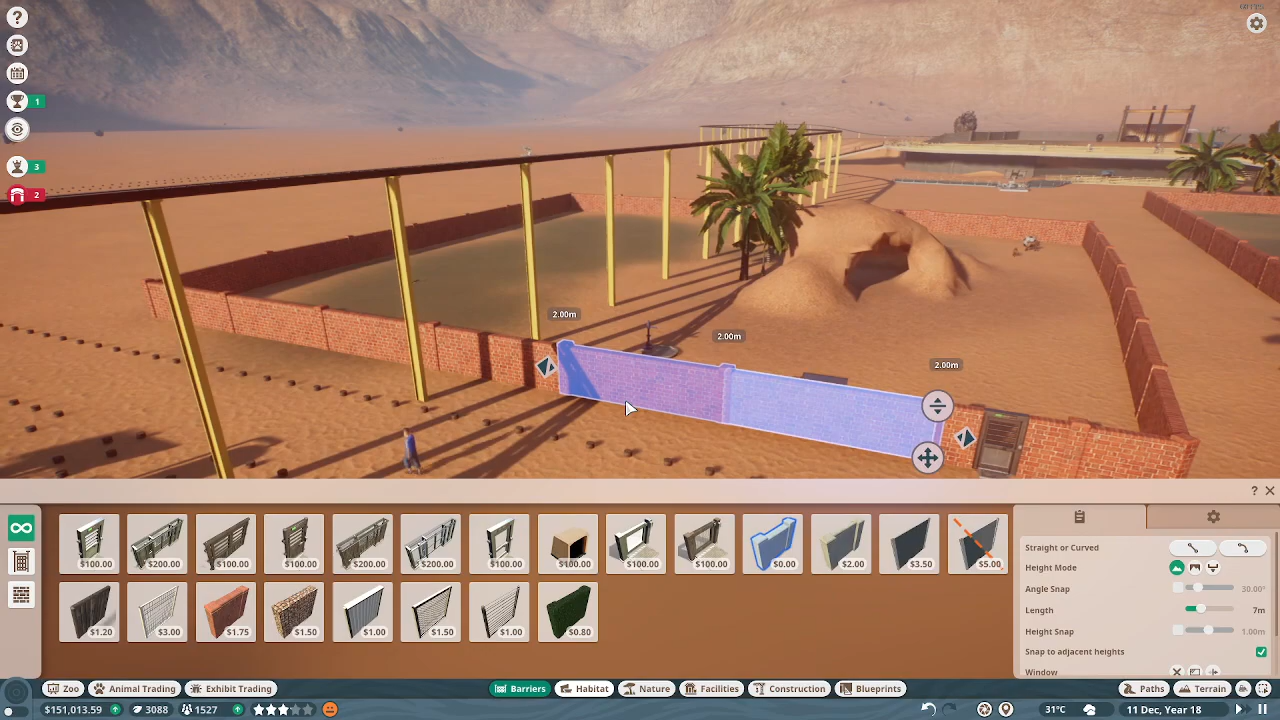 ?
1
3
2
2.00m
2.00m
2.00m
?
$100.00
$200.00
$100.00
$100.00
$200.00
$200.00
$100.00
$100.00
$100.00
$100.00
$0.00
$2.00
$3.50
$5.00
$1.20
$3.00
$1.75
$1.50
$1.00
$1.50
$1.00
$0.80
Straight or Curved
Height Mode
Angle Snap 30.00°
Length 7m
Height Snap 1.00m
Snap to adjacent heights
Window
Zoo Animal Trading Exhibit Trading Barriers Habitat Nature Facilities Construction Blueprints Paths Terrain
$151,013.59 3088 1527 31°C 11 Dec, Year 18